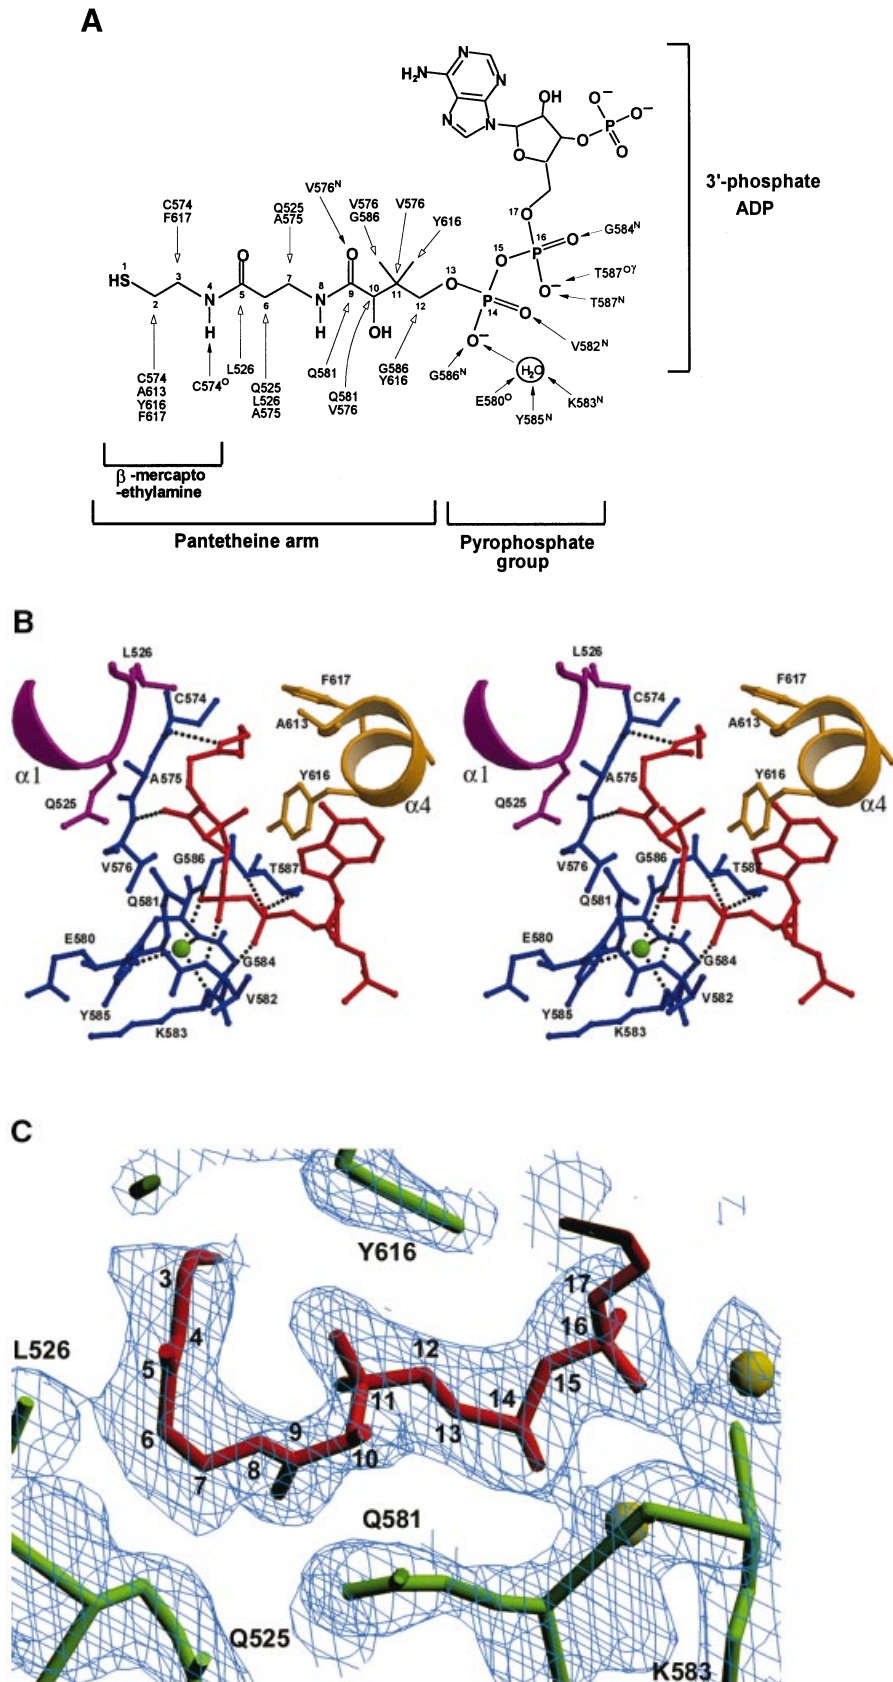 A
H₂N
N
N
N
N
OH
O⁻
P
O⁻
O
O
O
3'-phosphate
ADP
17
O
16
P
O
G584ᴺ
15
O
O⁻
T587ᴼᵞ
T587ᴺ
C574
F617
Q525
A575
V576ᴺ
V576
G586
V576
Y616
1
HS
2
3
4
N
H
O
5
6
7
8
N
H
O
9
10
OH
11
12
13
O
P
14
O
O⁻
V582ᴺ
C574
A613
Y616
F617
C574ᴼ
L526
Q525
L526
A575
Q581
Q581
V576
G586
Y616
G586ᴺ
H₂O
E580ᴼ
Y585ᴺ
K583ᴺ
β -mercapto
-ethylamine
Pantetheine arm
Pyrophosphate
group
B
L526
C574
F617
A613
α1
A575
Y616
α4
Q525
V576
G586
T587
Q581
E580
G584
Y585
V582
K583
L526
C574
F617
A613
α1
A575
Y616
α4
Q525
V576
G586
T587
Q581
E580
G584
Y585
V582
K583
C
Y616
3
17
4
16
L526
5
12
15
11
14
6
9
13
7
8
10
Q581
Q525
K583